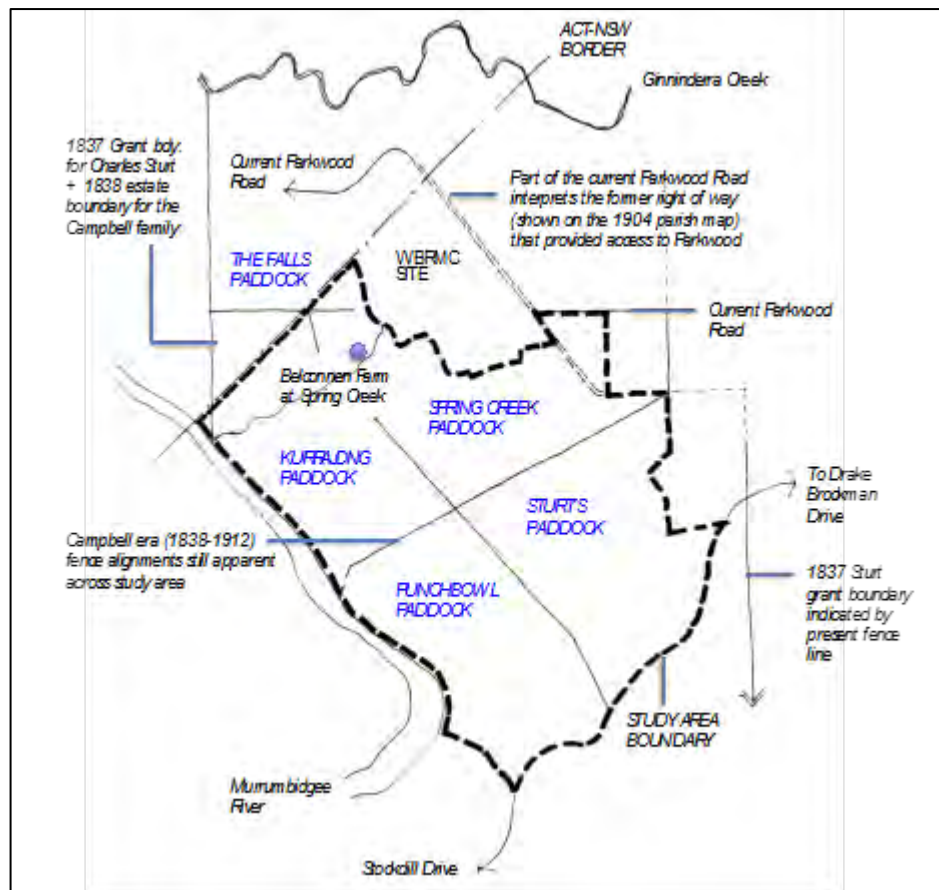 ACT-NSW
BORDER
Ginninderra Creek
1837 Grant bdy.
for Charles Sturt
+ 1838 estate
boundary for the
Campbell family
Current Parkwood
Road
Part of the current Parkwood Road
interprets the former right of way
(shown on the 1904 parish map)
that provided access to Parkwood
THE FALLS
PADDOCK
WBRMC
SITE
Current Parkwood
Road
Belconnen Farm
at Spring Creek
SPRING CREEK
PADDOCK
KURRAJONG
PADDOCK
STURT'S
PADDOCK
To Drake
Brockman
Drive
Campbell era (1838-1912)
fence alignments still apparent
across study area
PUNCHBOWL
PADDOCK
1837 Sturt
grant boundary
indicated by
present fence
line
STUDY AREA
BOUNDARY
Murrumbidgee
River
Stockdill Drive